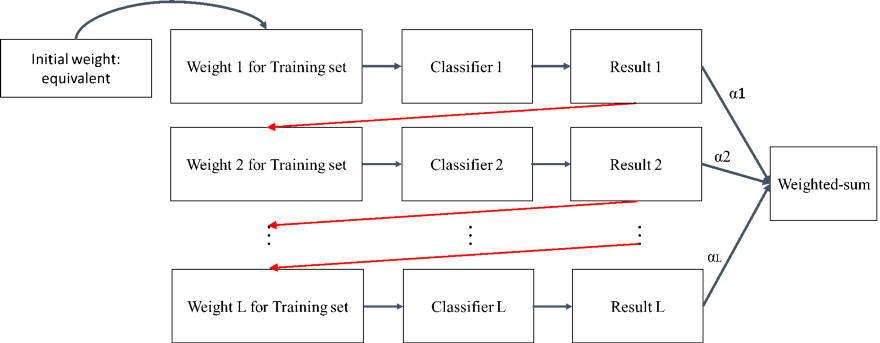 Initial weight:
equivalent
Weight 1 for Training set
Classifier 1
Result 1
α1
Weight 2 for Training set
Classifier 2
Result 2
α2
Weighted-sum
⋮ ⋮ ⋮
αL
Weight L for Training set
Classifier L
Result L